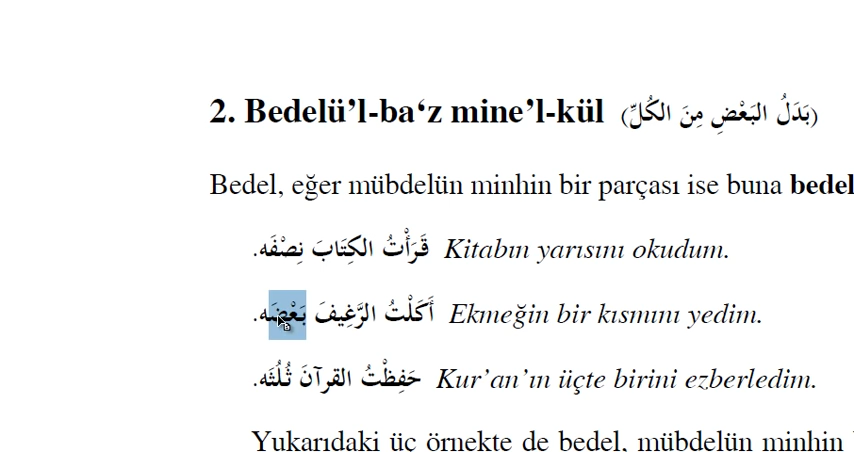 2. Bedelü’l-ba‘z mine’l-kül (بَدَلُ البَعْضِ مِنَ الكُلِّ)
Bedel, eğer mübdelün minhin bir parçası ise buna bedel
قَرَأْتُ الكِتَابَ نِصْفَه. Kitabın yarısını okudum.
أَكَلْتُ الرَّغِيفَ بَعْضَه. Ekmeğin bir kısmını yedim.
حَفِظْتُ القرآنَ ثُلُثَه. Kur’an’ın üçte birini ezberledim.
Yukarıdaki üç örnekte de bedel, mübdelün minhin